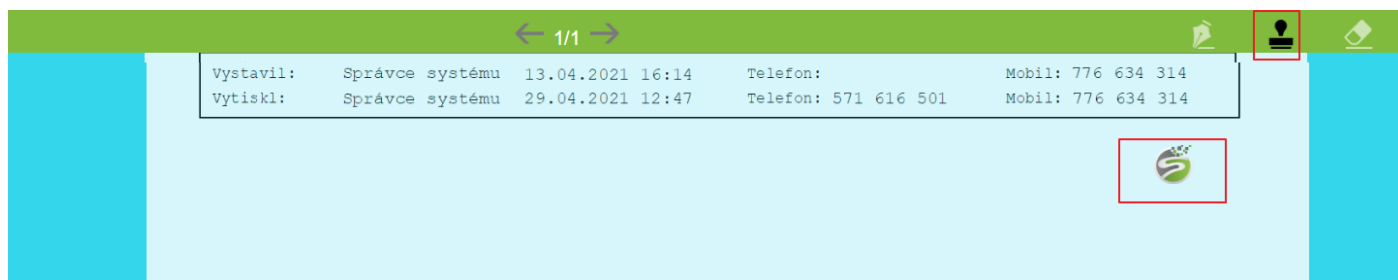 1/1
Vystavil: Správce systému 13.04.2021 16:14 Telefon: Mobil: 776 634 314
Vytiskl: Správce systému 29.04.2021 12:47 Telefon: 571 616 501 Mobil: 776 634 314